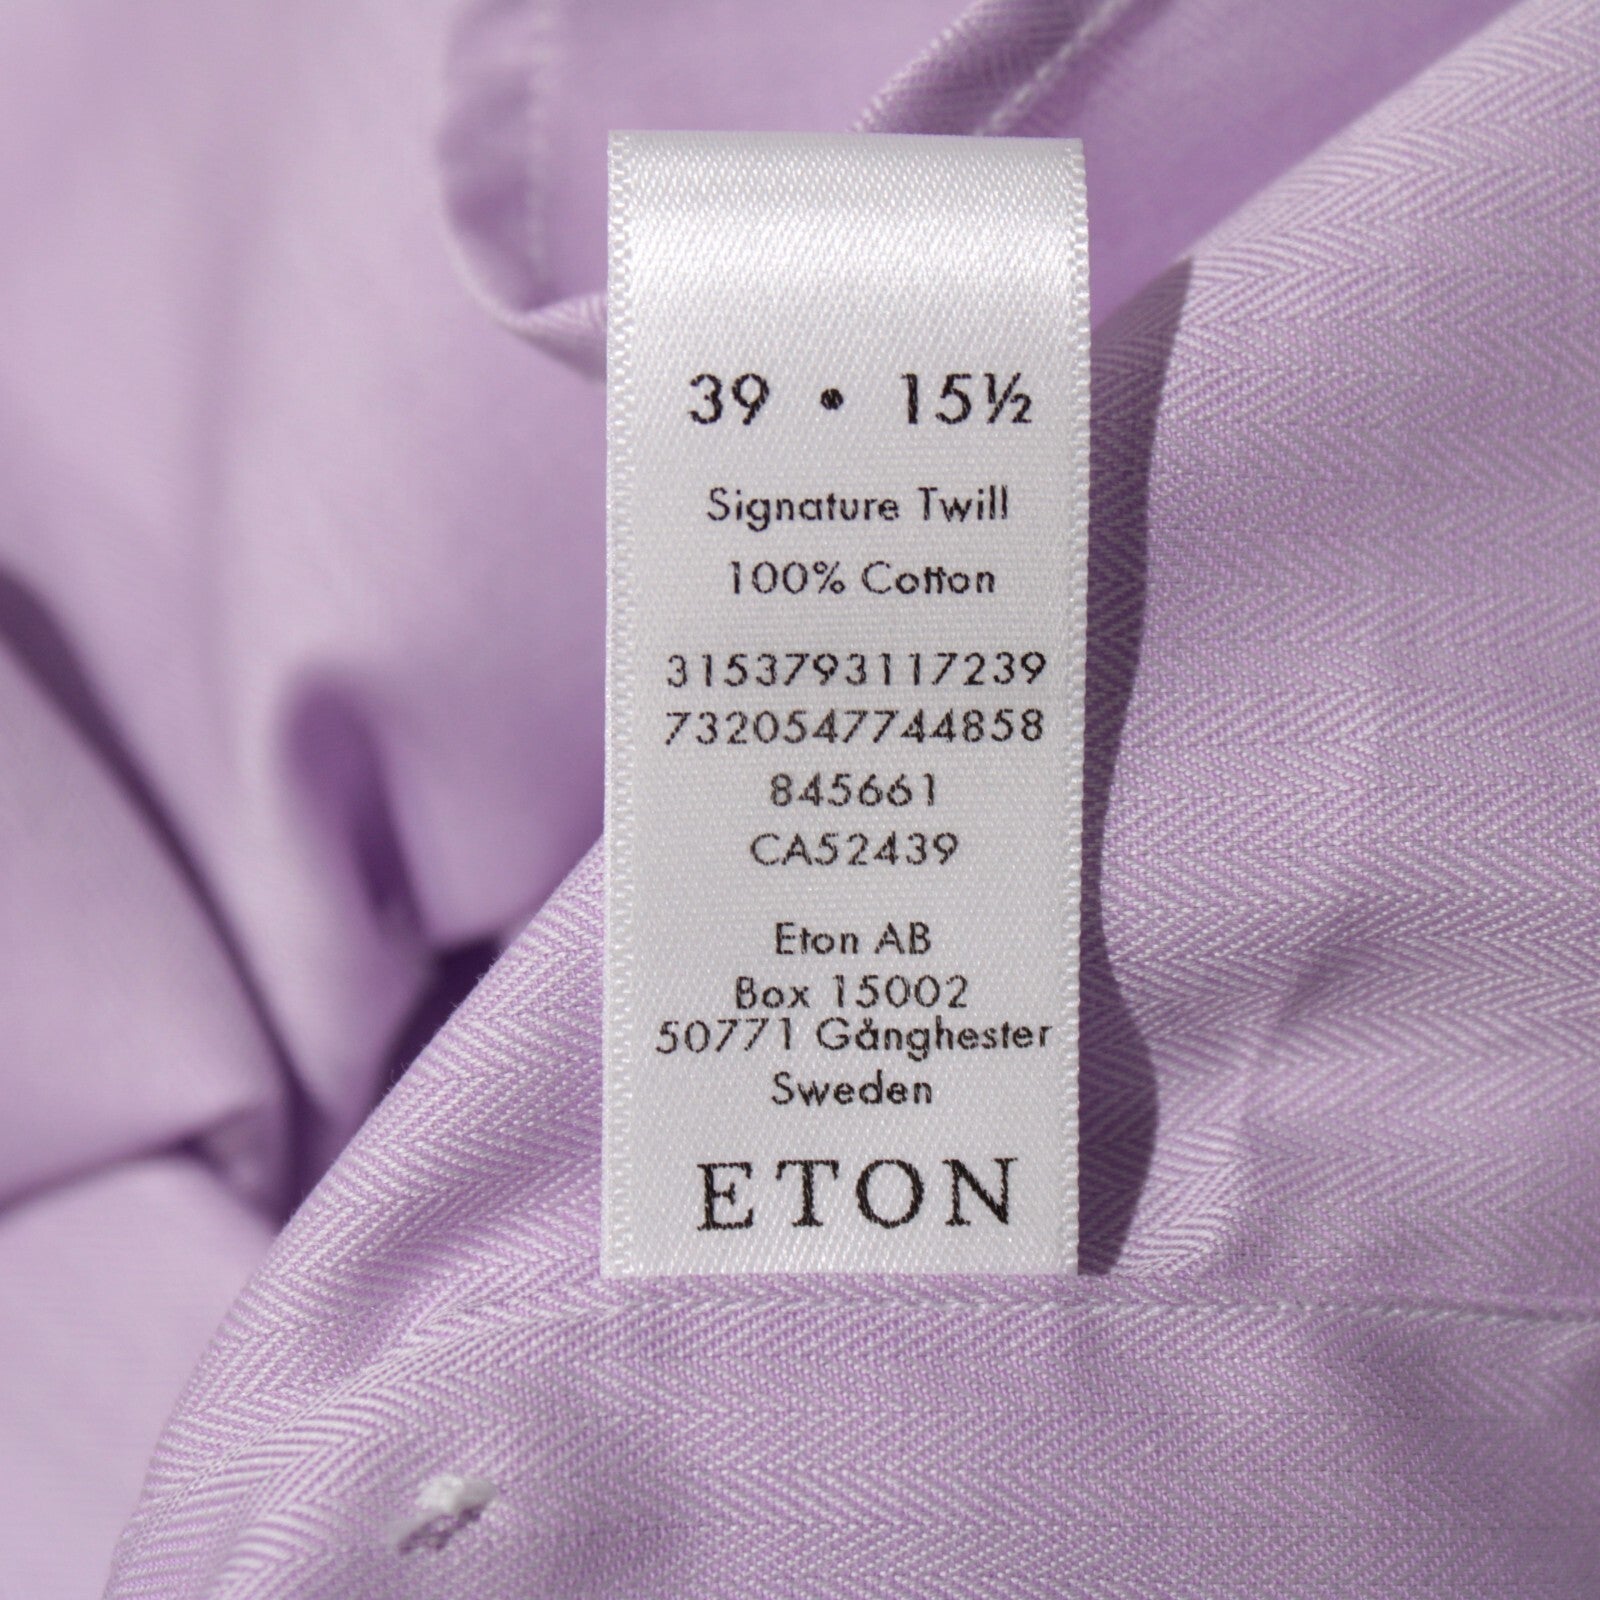 39 • 15½
Signature Twill
100% Cotton
3153793117239
7320547744858
845661
CA52439
Eton AB
Box 15002
50771 Gånghester
Sweden
ETON